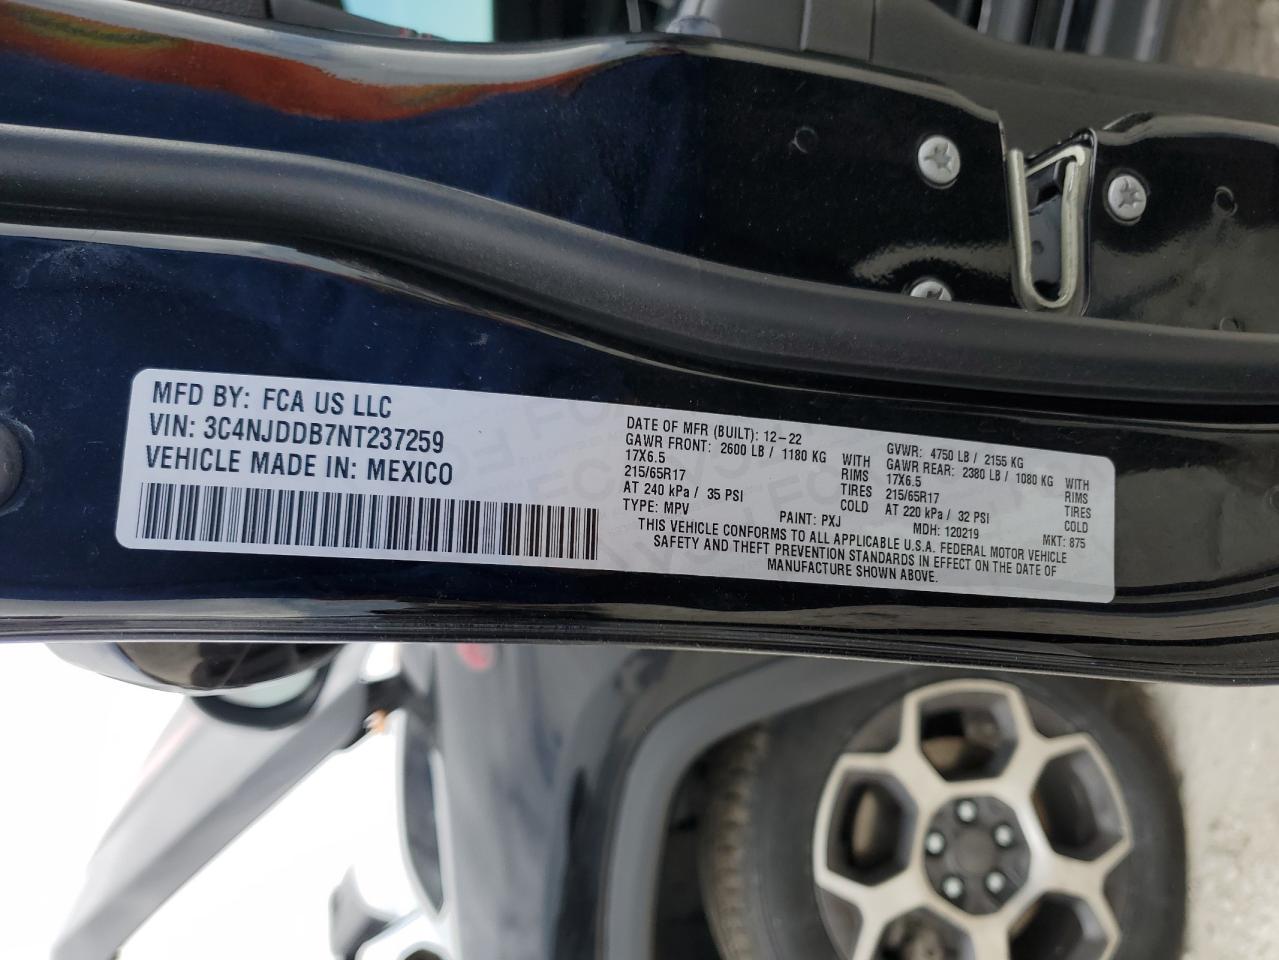 MFD BY: FCA US LLC
VIN: 3C4NJDDB7NT237259
VEHICLE MADE IN: MEXICO
DATE OF MFR (BUILT): 12-22
GAWR FRONT: 2600 LB / 1180 KG WITH
17X6.5 RIMS
215/65R17 TIRES
AT 240 kPa / 35 PSI COLD
TYPE: MPV PAINT: PXJ
GVWR: 4750 LB / 2155 KG
GAWR REAR: 2380 LB / 1080 KG WITH
17X6.5 RIMS
215/65R17 TIRES
AT 220 kPa / 32 PSI COLD
MDH: 120219 MKT: 875
THIS VEHICLE CONFORMS TO ALL APPLICABLE U.S.A. FEDERAL MOTOR VEHICLE
SAFETY AND THEFT PREVENTION STANDARDS IN EFFECT ON THE DATE OF
MANUFACTURE SHOWN ABOVE.